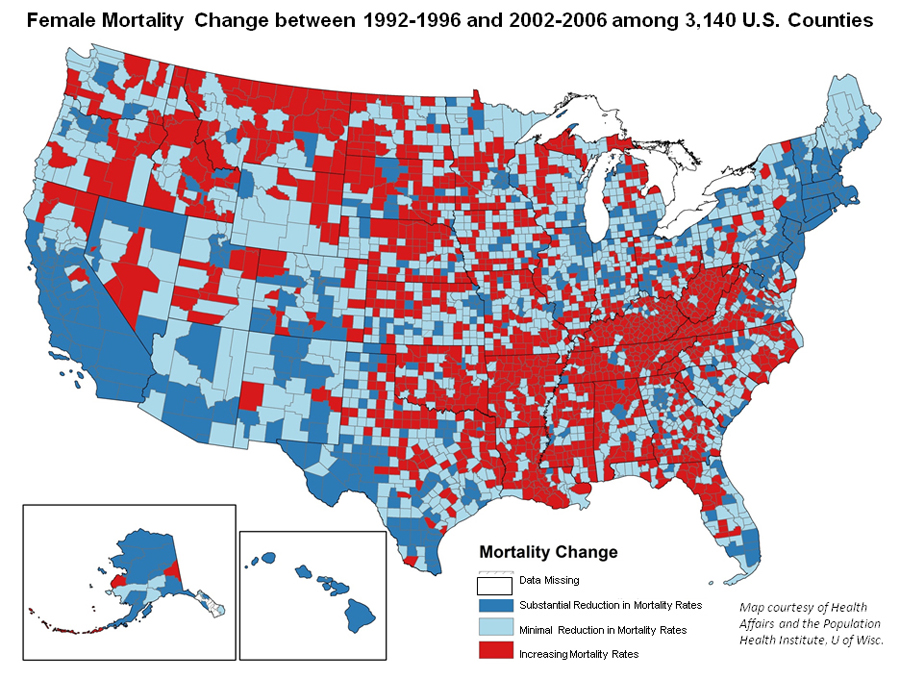 Female Mortality Change between 1992-1996 and 2002-2006 among 3,140 U.S. Counties
Mortality Change
Data Missing
Substantial Reduction in Mortality Rates
Minimal Reduction in Mortality Rates
Increasing Mortality Rates
Map courtesy of Health
Affairs and the Population
Health Institute, U of Wisc.